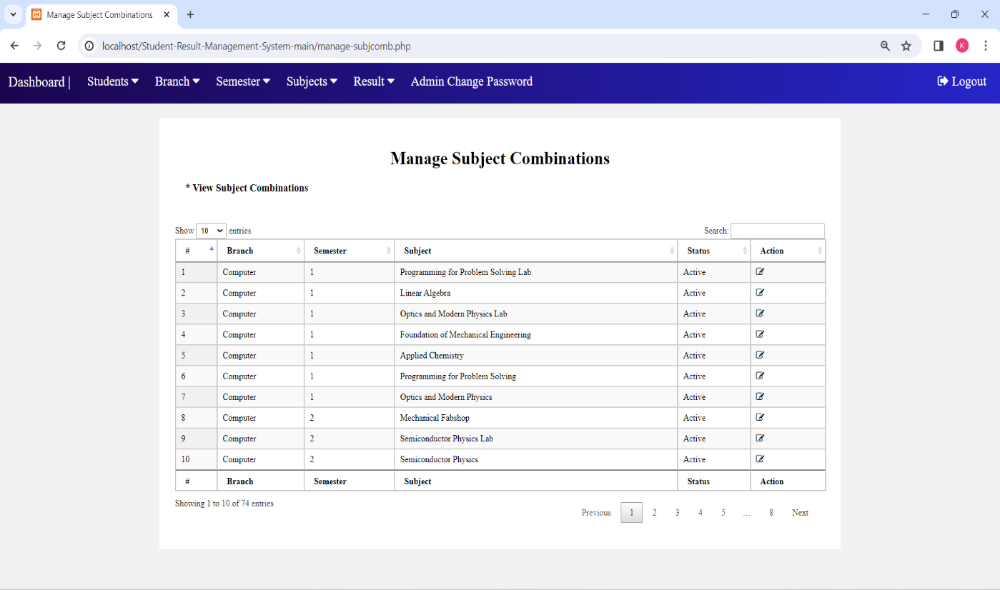 Manage Subject Combinations
localhost/Student-Result-Management-System-main/manage-subjcomb.php
K
Dashboard | Students Branch Semester Subjects Result Admin Change Password Logout
Manage Subject Combinations
* View Subject Combinations
Show 10 entries Search:
# Branch Semester Subject Status Action
1 Computer 1 Programming for Problem Solving Lab Active
2 Computer 1 Linear Algebra Active
3 Computer 1 Optics and Modern Physics Lab Active
4 Computer 1 Foundation of Mechanical Engineering Active
5 Computer 1 Applied Chemistry Active
6 Computer 1 Programming for Problem Solving Active
7 Computer 1 Optics and Modern Physics Active
8 Computer 2 Mechanical Fabshop Active
9 Computer 2 Semiconductor Physics Lab Active
10 Computer 2 Semiconductor Physics Active
# Branch Semester Subject Status Action
Showing 1 to 10 of 74 entries
Previous 1 2 3 4 5 … 8 Next